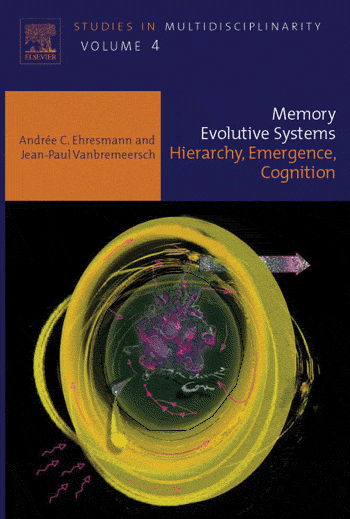 STUDIES IN MULTIDISCIPLINARITY
VOLUME 4
ELSEVIER
Memory
Evolutive Systems
Hierarchy, Emergence,
Cognition
Andrée C. Ehresmann and
Jean-Paul Vanbremeersch